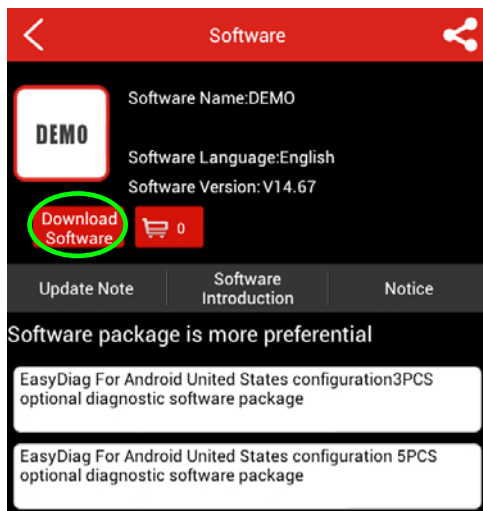 Software
Software Name:DEMO
DEMO
Software Language:English
Software Version:V14.67
Download
Software
0
Update Note
Software
Introduction
Notice
Software package is more preferential
EasyDiag For Android United States configuration3PCS
optional diagnostic software package
EasyDiag For Android United States configuration 5PCS
optional diagnostic software package